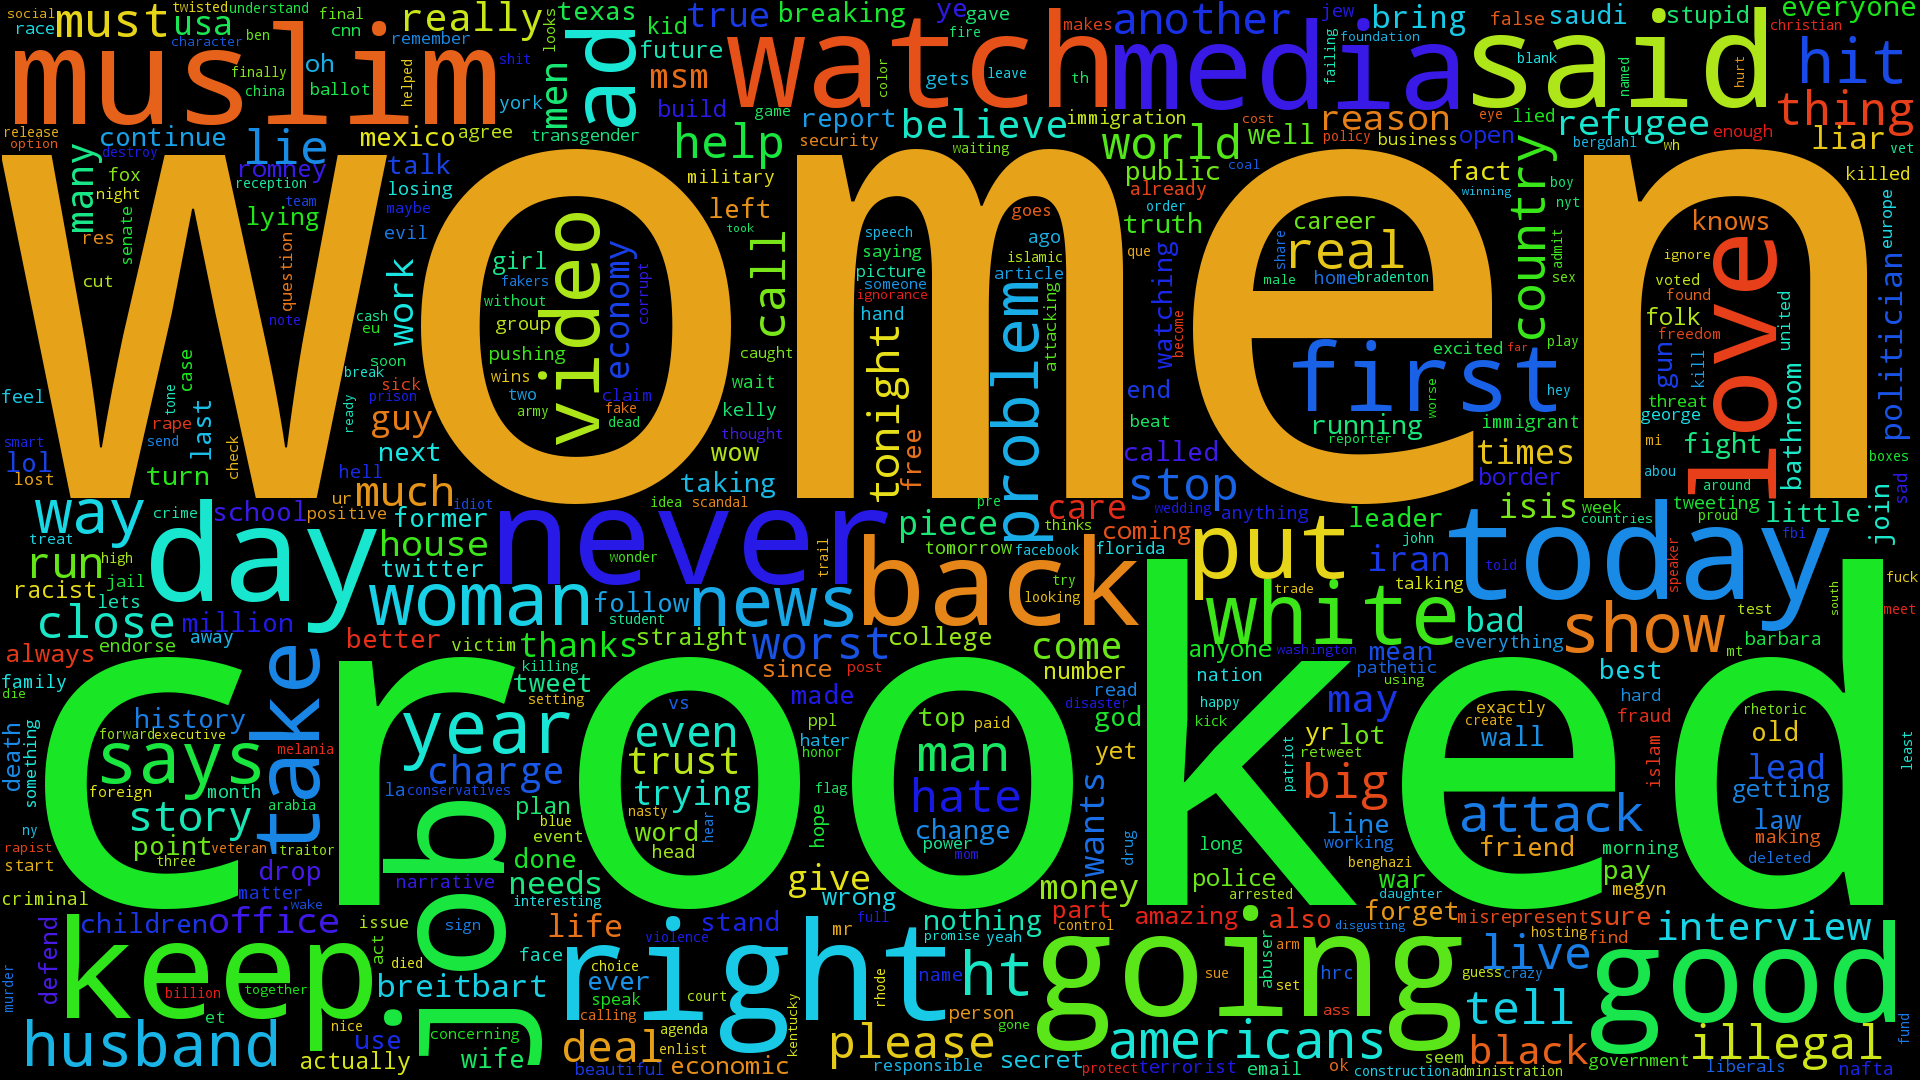 social
race
must
twisted
usa
understand
final
cnn
really
texas
kid
true
breaking
ye
gave
another
jew
bring
false
saudi
stupid
everyone
muslim
character
ben
remember
looks
men
ad
future
msm
watch
makes
fire
media
foundation
failing
said
blank
named
hurt
christian
hit
finally
china
oh
ballot
helped
shit
york
build
gets
color
leave
th
thing
release
option
continue
lie
mexico
agree
transgender
help
game
report
security
believe
waiting
immigration
world
cost
well
reason
policy
eye
business
open
lied
refugee
bergdahl
wh
enough
liar
vet
destroy
many
fox
night
romney
reception
team
talk
losing
maybe
military
public
already
coal
order
fact
winning
country
boy
nyt
killed
women
res
senate
cut
lying
question
note
evil
work
cash
eu
girl
fakers
without
group
pushing
wins
two
army
video
economy
corrupt
claim
fake
dead
left
took
call
caught
wait
kelly
thought
wow
speech
saying
picture
someone
ignorance
hand
tonight
free
goes
ago
islamic
article
problem
attacking
truth
que
watching
become
end
beat
called
career
real
share
male
home
bradenton
first
excited
far
running
reporter
worse
immigrant
times
border
admit
sex
play
hey
knows
love
ignore
voted
found
folk
freedom
gun
kill
threat
george
mi
fight
abou
around
united
bathroom
europe
politician
boxes
sad
feel
smart
lol
lost
case
tone
rape
send
last
turn
check
soon
break
sick
prison
ready
guy
next
hell
ur
much
idiot
taking
idea
scandal
pre
care
stop
wedding
anything
isis
week
countries
tweeting
proud
little
join
way
crime
treat
day
school
positive
former
house
twitter
never
wonder
trail
back
piece
tomorrow
thinks
facebook
coming
florida
try
looking
put
trade
leader
john
iran
talking
told
today
speaker
fbi
south
fuck
meet
run
high
racist
jail
lets
close
million
away
woman
follow
student
news
white
bad
everything
show
test
barbara
mt
always
endorse
better
victim
thanks
straight
worst
college
come
anyone
washington
mean
pathetic
using
best
family
die
take
killing
tweet
setting
since
post
made
number
read
disaster
nation
happy
may
hard
fraud
crooked
death
something
history
forward
executive
says
melania
foreign
month
arabia
story
point
three
veteran
traitor
year
charge
la
conservatives
job
plan
blue
event
vs
even
trust
trying
nasty
word
head
hear
ppl
hater
honor
flag
hope
top
paid
man
hate
change
power
mom
god
yet
wants
drug
kick
patriot
yr
lot
retweet
big
line
working
benghazi
exactly
create
wall
attack
friend
islam
rhetoric
old
lead
getting
law
making
deleted
least
ny
rapist
start
criminal
drop
matter
wake
narrative
done
needs
interesting
give
wrong
money
long
police
arrested
war
daughter
morning
pay
megyn
children
office
issue
act
sign
life
violence
stand
mr
full
nothing
promise
yeah
part
control
amazing
also
forget
disgusting
misrepresent
hosting
sure
find
interview
defend
keep
billion
together
died
breitbart
face
right
choice
ever
speak
calling
court
name
rhode
ht
person
gone
going
sue
abuser
arm
set
hrc
ass
guess
crazy
live
good
murder
et
nice
husband
use
actually
concerning
wife
deal
beautiful
agenda
enlist
economic
kentucky
please
responsible
secret
americans
protect
terrorist
email
ok
seem
construction
administration
tell
black
government
illegal
liberals
nafta
fund